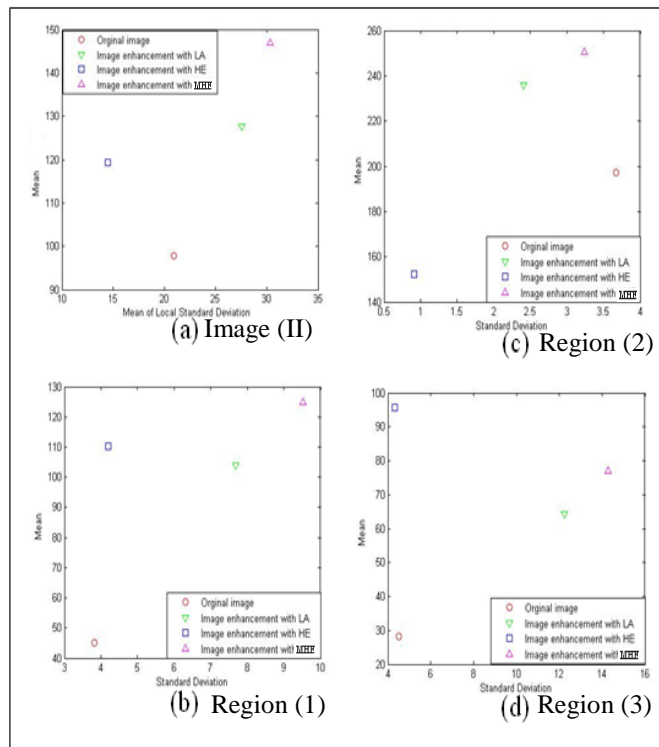 150
140
130
120
110
100
90
Mean
Orginal image
Image enhancement with LA
Image enhancement with HE
Image enhancement with MHF
10 15 20 25 30 35
Mean of Local Standard Deviation
(a) Image (II)
260
240
220
200
180
160
140
Mean
Orginal image
Image enhancement with LA
Image enhancement with HE
Image enhancement with MHF
0.5 1 1.5 2 2.5 3 3.5 4
Standard Deviation
(c) Region (2)
130
120
110
100
90
80
70
60
50
40
Mean
Orginal image
Image enhancement with LA
Image enhancement with HE
Image enhancement with MHF
3 4 5 6 7 8 9 10
Standard Deviation
(b) Region (1)
100
90
80
70
60
50
40
30
20
Mean
Orginal image
Image enhancement with LA
Image enhancement with HE
Image enhancement with MHF
4 6 8 10 12 14 16
Standard Deviation
(d) Region (3)